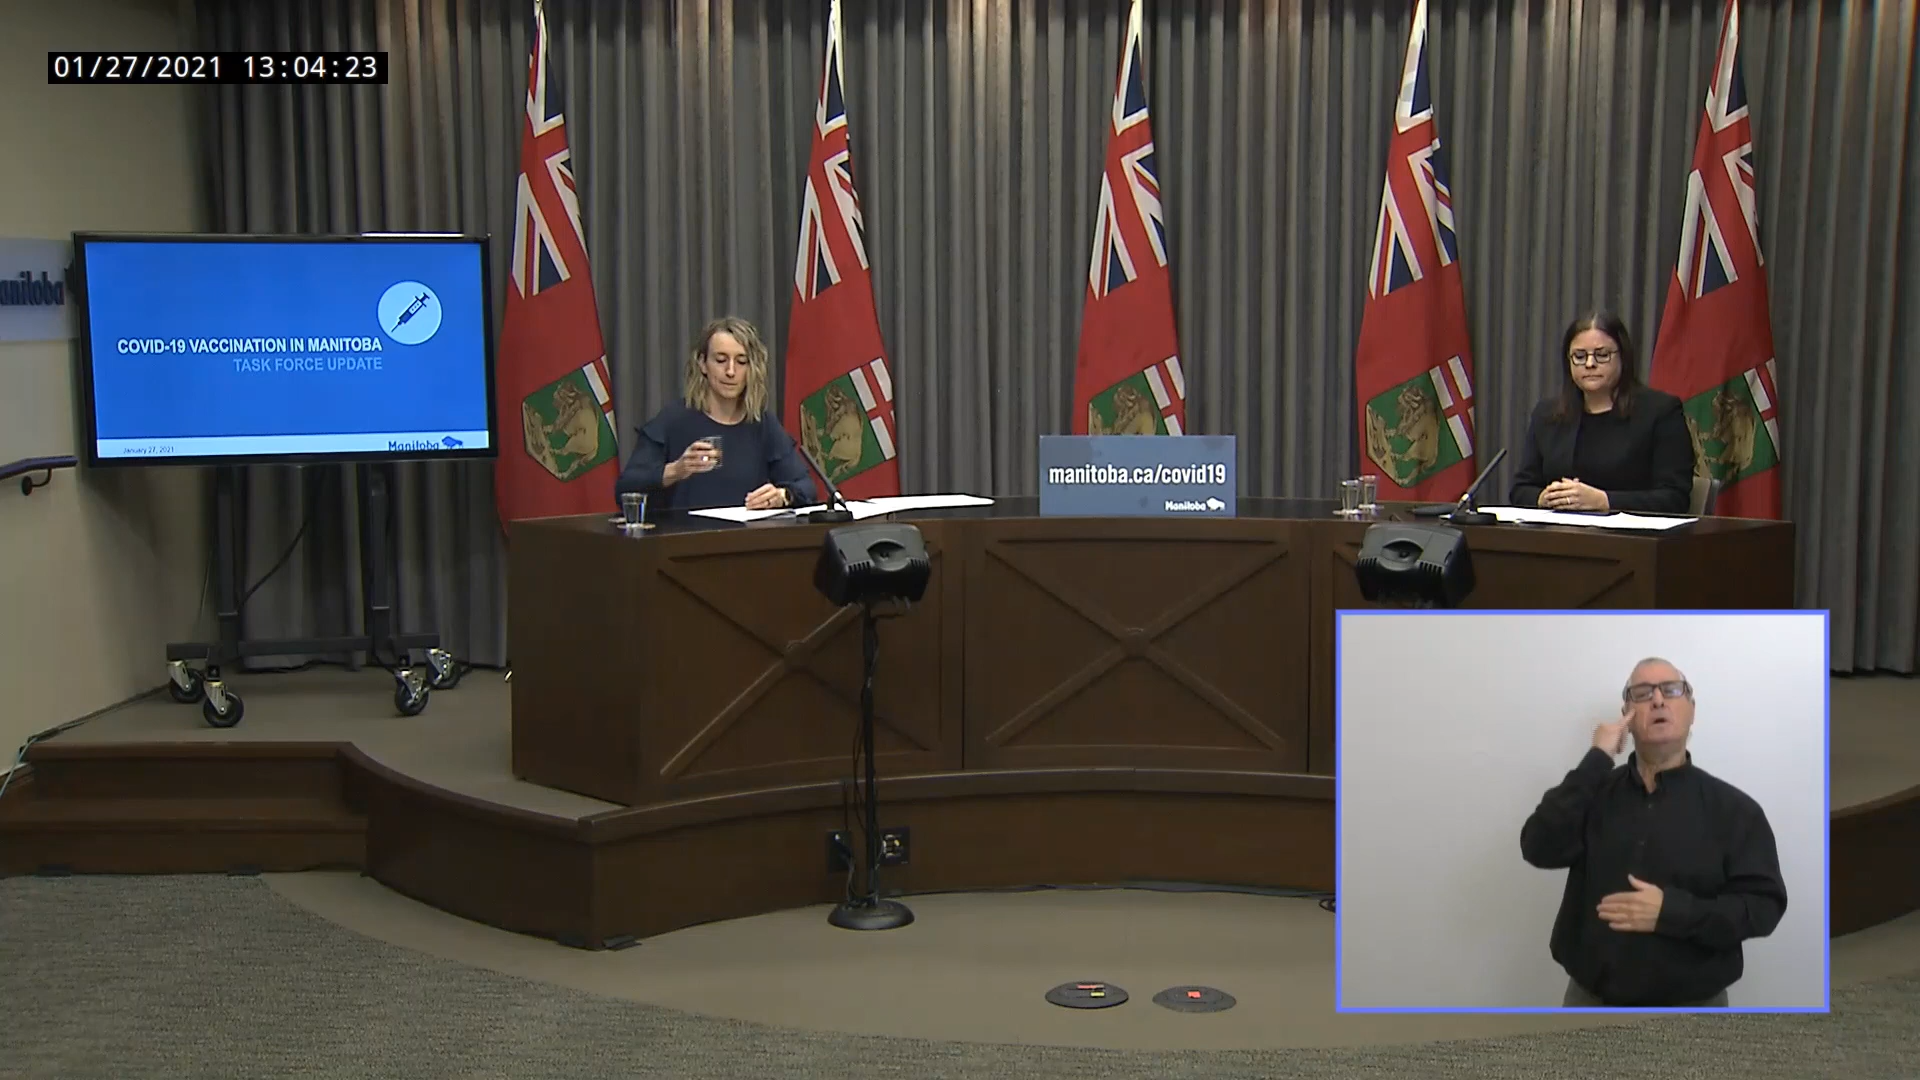 01/27/2021 13:04:23
anitoba
COVID-19 VACCINATION IN MANITOBA
TASK FORCE UPDATE
January 27, 2021
Manitoba
manitoba.ca/covid19
Manitoba